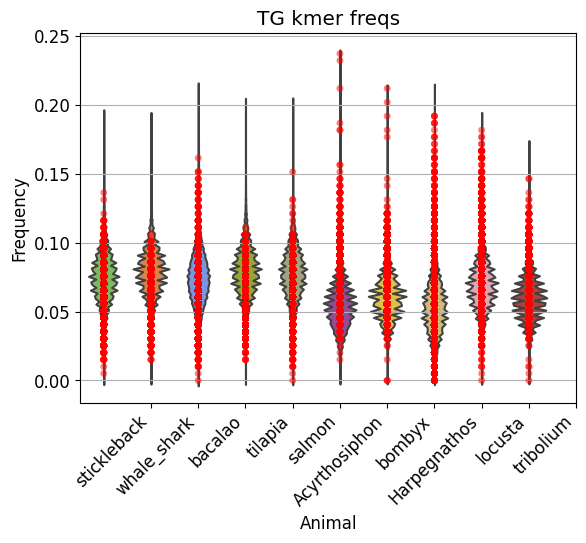 TG kmer freqs
0.25
0.20
0.15
0.10
0.05
0.00
Frequency
stickleback
whale_shark
bacalao
tilapia
salmon
Acyrthosiphon
bombyx
Harpegnathos
locusta
tribolium
Animal